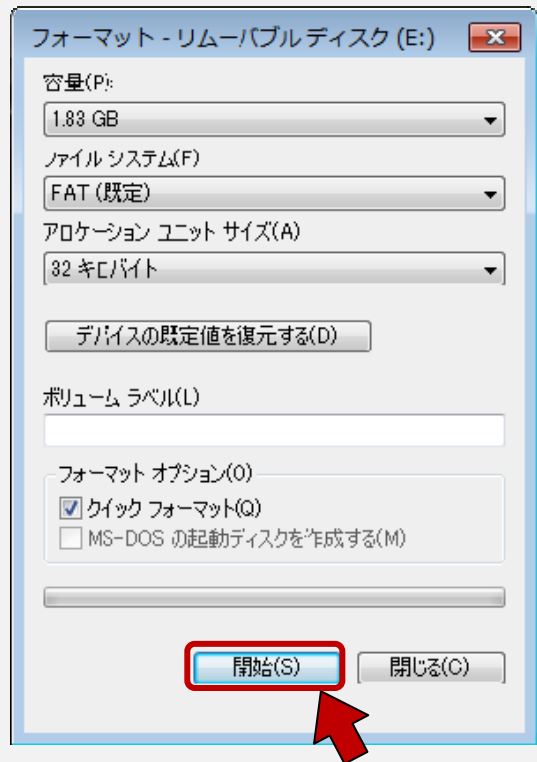 フォーマット - リムーバブル ディスク (E:)
容量(P):
1.83 GB
ファイル システム(F)
FAT (既定)
アロケーション ユニット サイズ(A)
32 キロバイト
デバイスの既定値を復元する(D)
ボリューム ラベル(L)
フォーマット オプション(O)
クイック フォーマット(Q)
MS-DOS の起動ディスクを作成する(M)
開始(S)
閉じる(C)